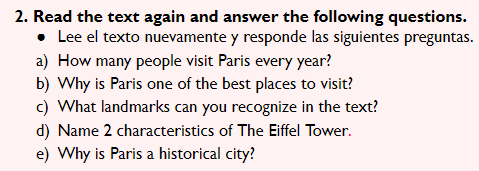 2. Read the text again and answer the following questions.
● Lee el texto nuevamente y responde las siguientes preguntas.
a) How many people visit Paris every year?
b) Why is Paris one of the best places to visit?
c) What landmarks can you recognize in the text?
d) Name 2 characteristics of The Eiffel Tower.
e) Why is Paris a historical city?